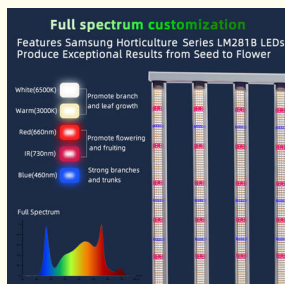 Full spectrum customization
Features Samsung Horticulture Series LM281B LEDs
Produce Exceptional Results from Seed to Flower
White(6500K)
Promote branch
and leaf growth
Warm(3000K)
Red(660nm)
Promote flowering
and fruiting
IR(730nm)
Blue(460nm)
Strong branches
and trunks
Full Spectrum